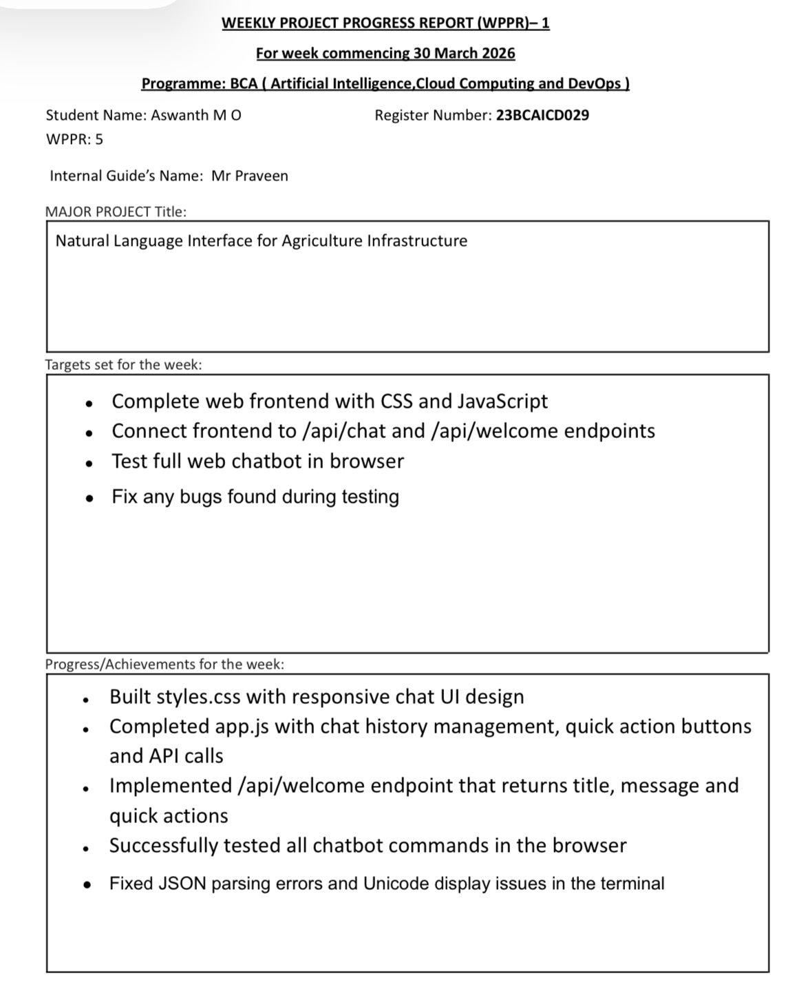 WEEKLY PROJECT PROGRESS REPORT (WPPR)– 1
For week commencing 30 March 2026
Programme: BCA ( Artificial Intelligence,Cloud Computing and DevOps )
Student Name: Aswanth M O Register Number: 23BCAICD029
WPPR: 5
Internal Guide’s Name: Mr Praveen
MAJOR PROJECT Title:
Natural Language Interface for Agriculture Infrastructure
Targets set for the week:
• Complete web frontend with CSS and JavaScript
• Connect frontend to /api/chat and /api/welcome endpoints
• Test full web chatbot in browser
• Fix any bugs found during testing
Progress/Achievements for the week:
• Built styles.css with responsive chat UI design
• Completed app.js with chat history management, quick action buttons
and API calls
• Implemented /api/welcome endpoint that returns title, message and
quick actions
• Successfully tested all chatbot commands in the browser
• Fixed JSON parsing errors and Unicode display issues in the terminal